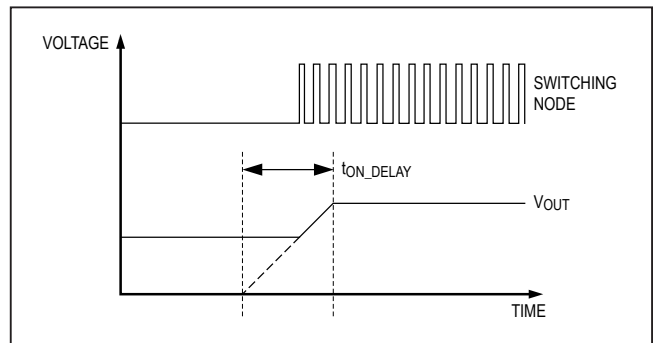 VOLTAGE
SWITCHING
NODE
tON_DELAY
VOUT
TIME